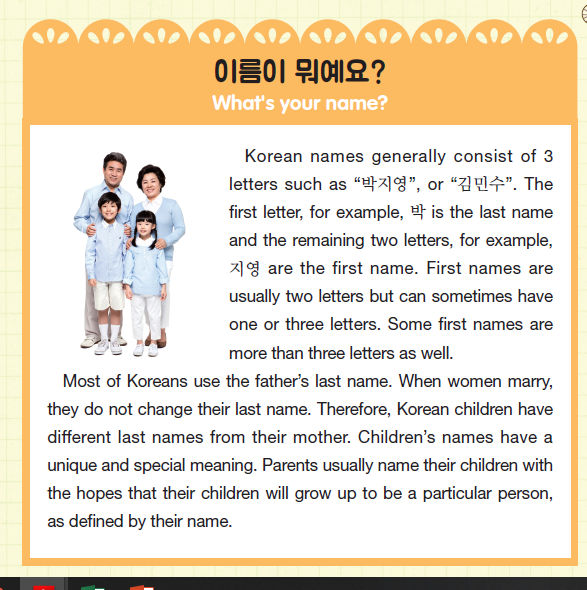 이름이 뭐예요?
What's your name?
Korean names generally consist of 3
letters such as “박지영”, or “김민수”. The
first letter, for example, 박 is the last name
and the remaining two letters, for example,
지영 are the first name. First names are
usually two letters but can sometimes have
one or three letters. Some first names are
more than three letters as well.
Most of Koreans use the father’s last name. When women marry,
they do not change their last name. Therefore, Korean children have
different last names from their mother. Children’s names have a
unique and special meaning. Parents usually name their children with
the hopes that their children will grow up to be a particular person,
as defined by their name.